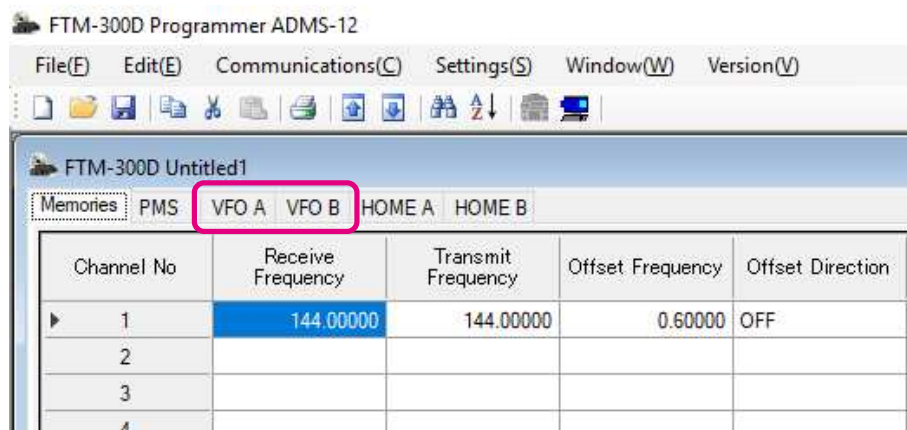 FTM-300D Programmer ADMS-12
File(F) Edit(E) Communications(C) Settings(S) Window(W) Version(V)
FTM-300D Untitled1
Memories PMS VFO A VFO B HOME A HOME B
Channel No Receive Frequency Transmit Frequency Offset Frequency Offset Direction
1 144.00000 144.00000 0.60000 OFF
2
3
4